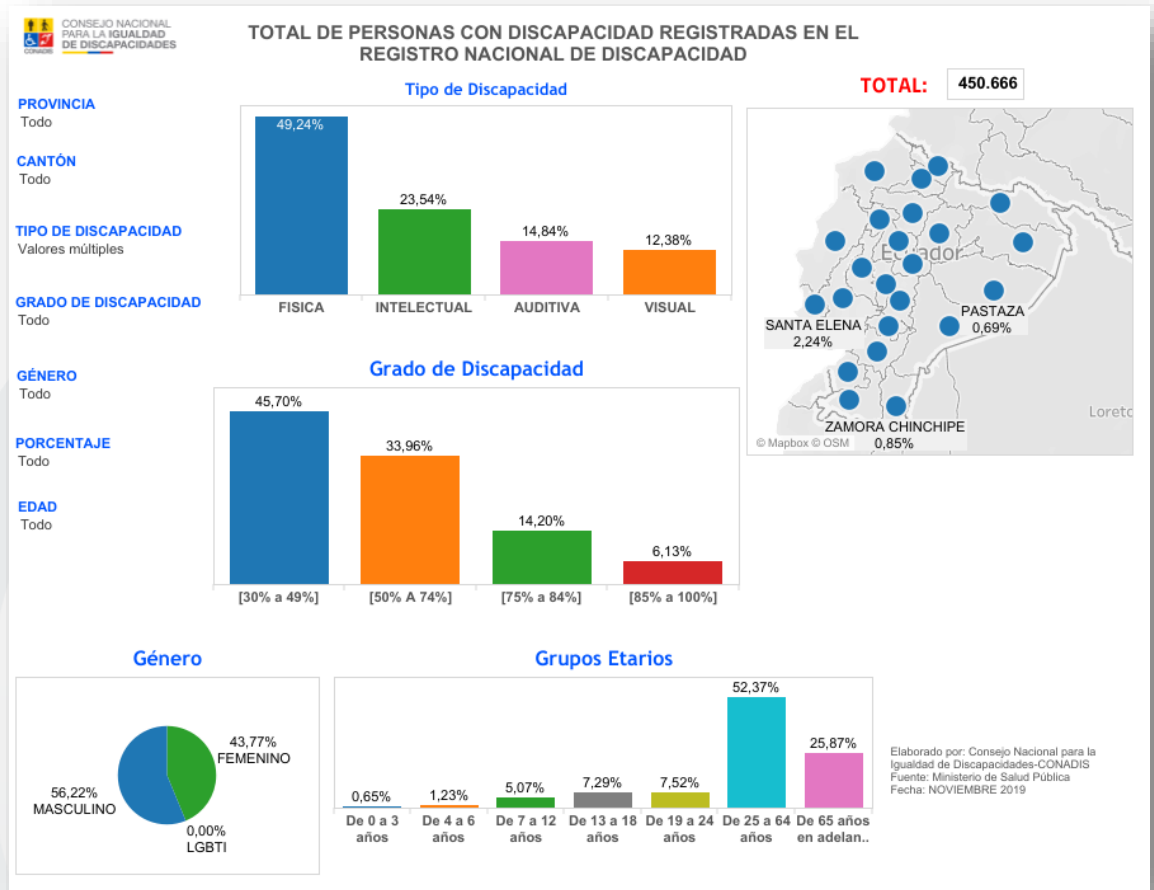 CONSEJO NACIONAL
PARA LA IGUALDAD
DE DISCAPACIDADES
CONADIS
TOTAL DE PERSONAS CON DISCAPACIDAD REGISTRADAS EN EL
REGISTRO NACIONAL DE DISCAPACIDAD
TOTAL: 450.666
PROVINCIA
Todo
CANTÓN
Todo
TIPO DE DISCAPACIDAD
Valores múltiples
GRADO DE DISCAPACIDAD
Todo
GÉNERO
Todo
PORCENTAJE
Todo
EDAD
Todo
Tipo de Discapacidad
49,24%
23,54%
14,84%
12,38%
FISICA INTELECTUAL AUDITIVA VISUAL
Ecuador
SANTA ELENA
2,24%
PASTAZA
0,69%
ZAMORA CHINCHIPE
0,85%
Loreto
© Mapbox © OSM
Grado de Discapacidad
45,70%
33,96%
14,20%
6,13%
[30% a 49%] [50% A 74%] [75% a 84%] [85% a 100%]
Género
43,77%
FEMENINO
56,22%
MASCULINO
0,00%
LGBTI
Grupos Etarios
0,65% 1,23% 5,07% 7,29% 7,52% 52,37% 25,87%
De 0 a 3 De 4 a 6 De 7 a 12 De 13 a 18 De 19 a 24 De 25 a 64 De 65 años
años años años años años años en adelan..
Elaborado por: Consejo Nacional para la
Igualdad de Discapacidades-CONADIS
Fuente: Ministerio de Salud Pública
Fecha: NOVIEMBRE 2019